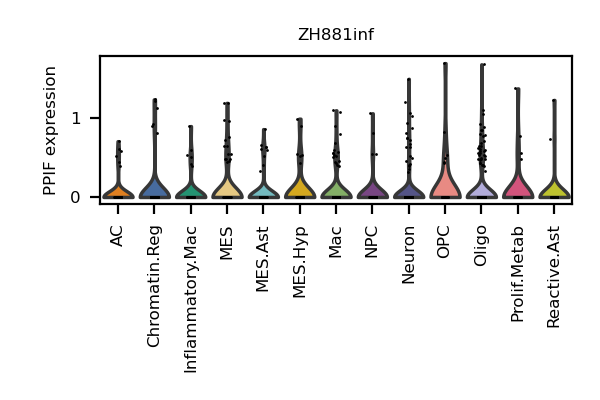 ZH881inf
PPIF expression
1
0
AC
Chromatin.Reg
Inflammatory.Mac
MES
MES.Ast
MES.Hyp
Mac
NPC
Neuron
OPC
Oligo
Prolif.Metab
Reactive.Ast